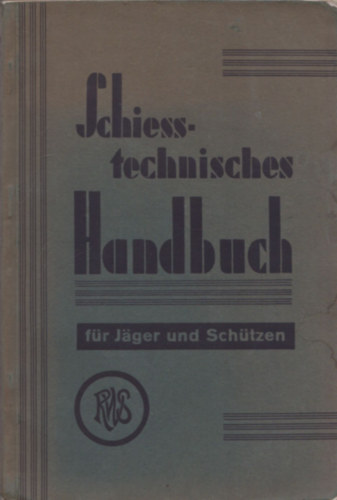 Schiess-
technisches
Handbuch
für Jäger und Schützen
RWS